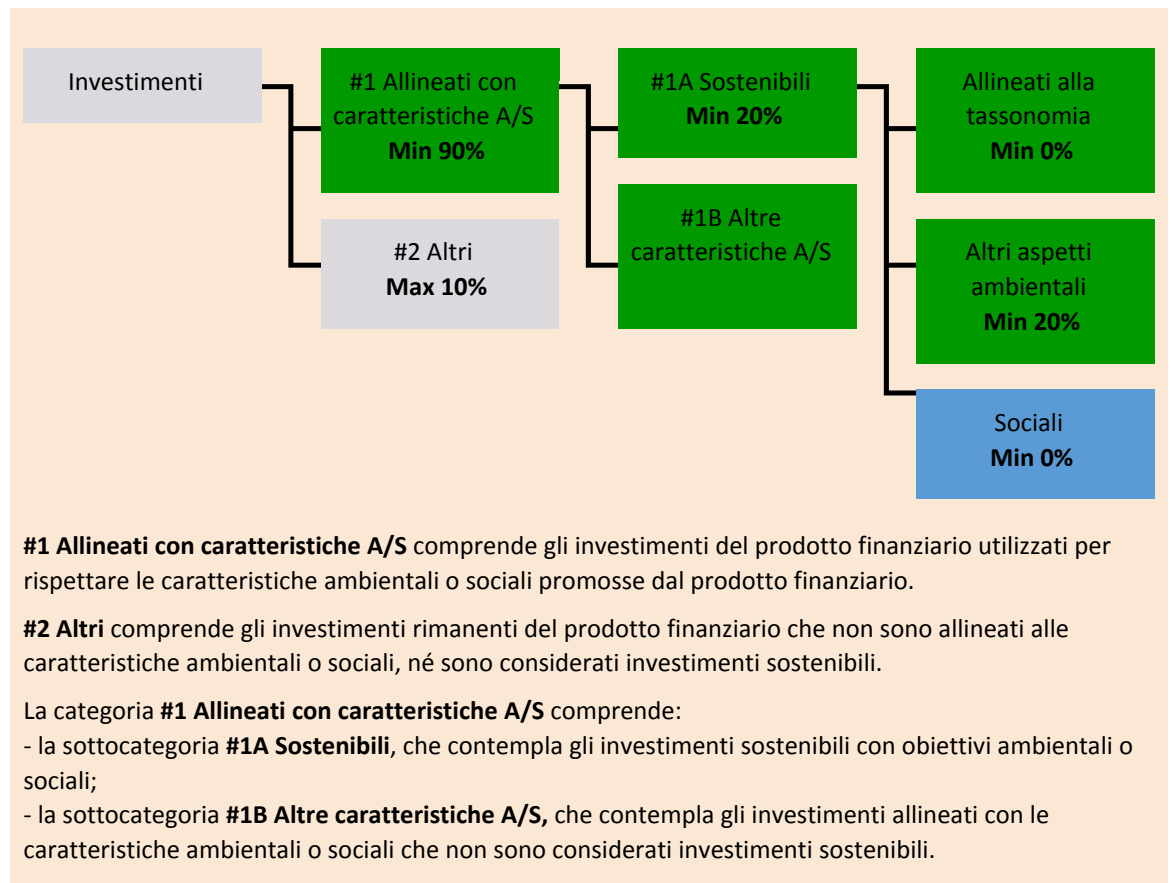 Investimenti
#1 Allineati con
caratteristiche A/S
Min 90%
#2 Altri
Max 10%
#1A Sostenibili
Min 20%
#1B Altre
caratteristiche A/S
Allineati alla
tassonomia
Min 0%
Altri aspetti
ambientali
Min 20%
Sociali
Min 0%
#1 Allineati con caratteristiche A/S comprende gli investimenti del prodotto finanziario utilizzati per
rispettare le caratteristiche ambientali o sociali promosse dal prodotto finanziario.
#2 Altri comprende gli investimenti rimanenti del prodotto finanziario che non sono allineati alle
caratteristiche ambientali o sociali, né sono considerati investimenti sostenibili.
La categoria #1 Allineati con caratteristiche A/S comprende:
- la sottocategoria #1A Sostenibili, che contempla gli investimenti sostenibili con obiettivi ambientali o
sociali;
- la sottocategoria #1B Altre caratteristiche A/S, che contempla gli investimenti allineati con le
caratteristiche ambientali o sociali che non sono considerati investimenti sostenibili.